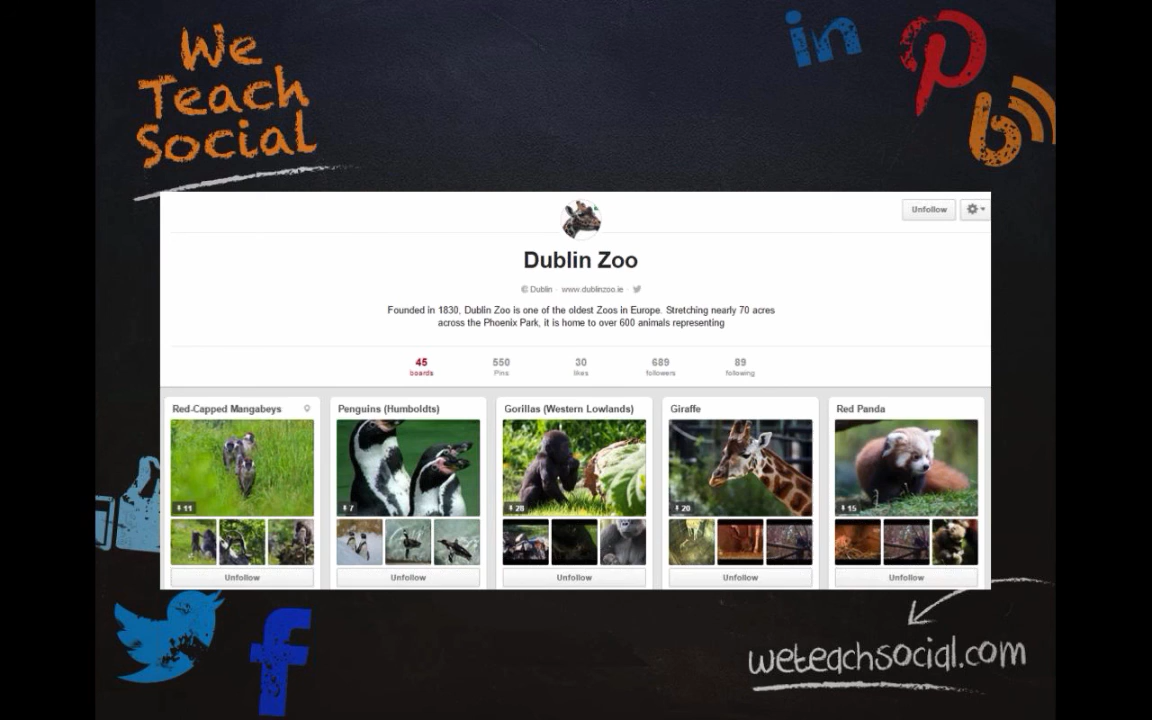 We
Teach
Social
in
Unfollow
Dublin Zoo
Dublin · www.dublinzoo.ie ·
Founded in 1830, Dublin Zoo is one of the oldest Zoos in Europe. Stretching nearly 70 acres
across the Phoenix Park, it is home to over 600 animals representing
45 550 30 689 89
boards Pins likes followers following
Red-Capped Mangabeys Penguins (Humboldts) Gorillas (Western Lowlands) Giraffe Red Panda
11 7 20 20 15
Unfollow Unfollow Unfollow Unfollow Unfollow
f
weteachsocial.com